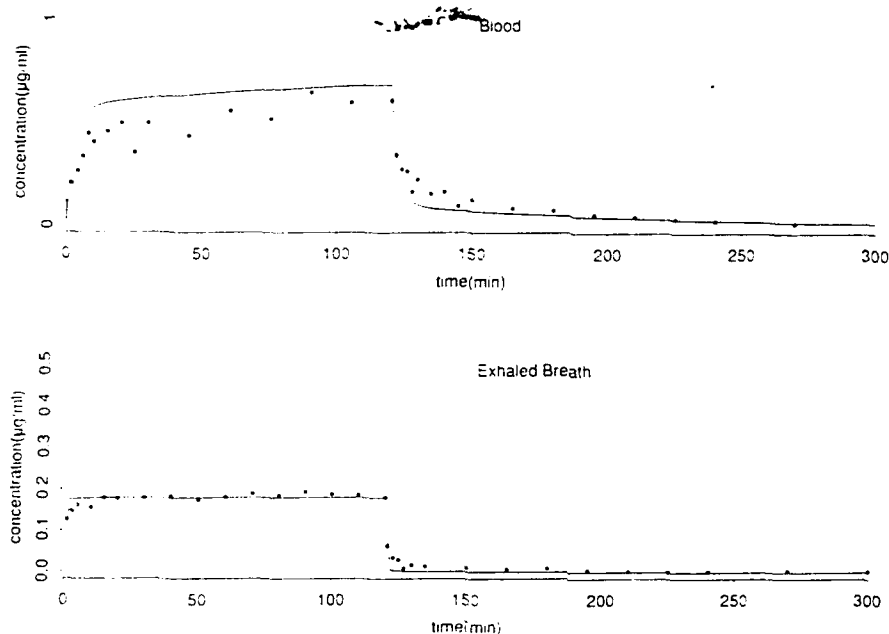 Blood
concentration(µg/ml)
1
0
0 50 100 150 200 250 300
time(min)
Exhaled Breath
concentration(µg/ml)
0.5
0.4
0.3
0.2
0.1
0.0
0 50 100 150 200 250 300
time(min)